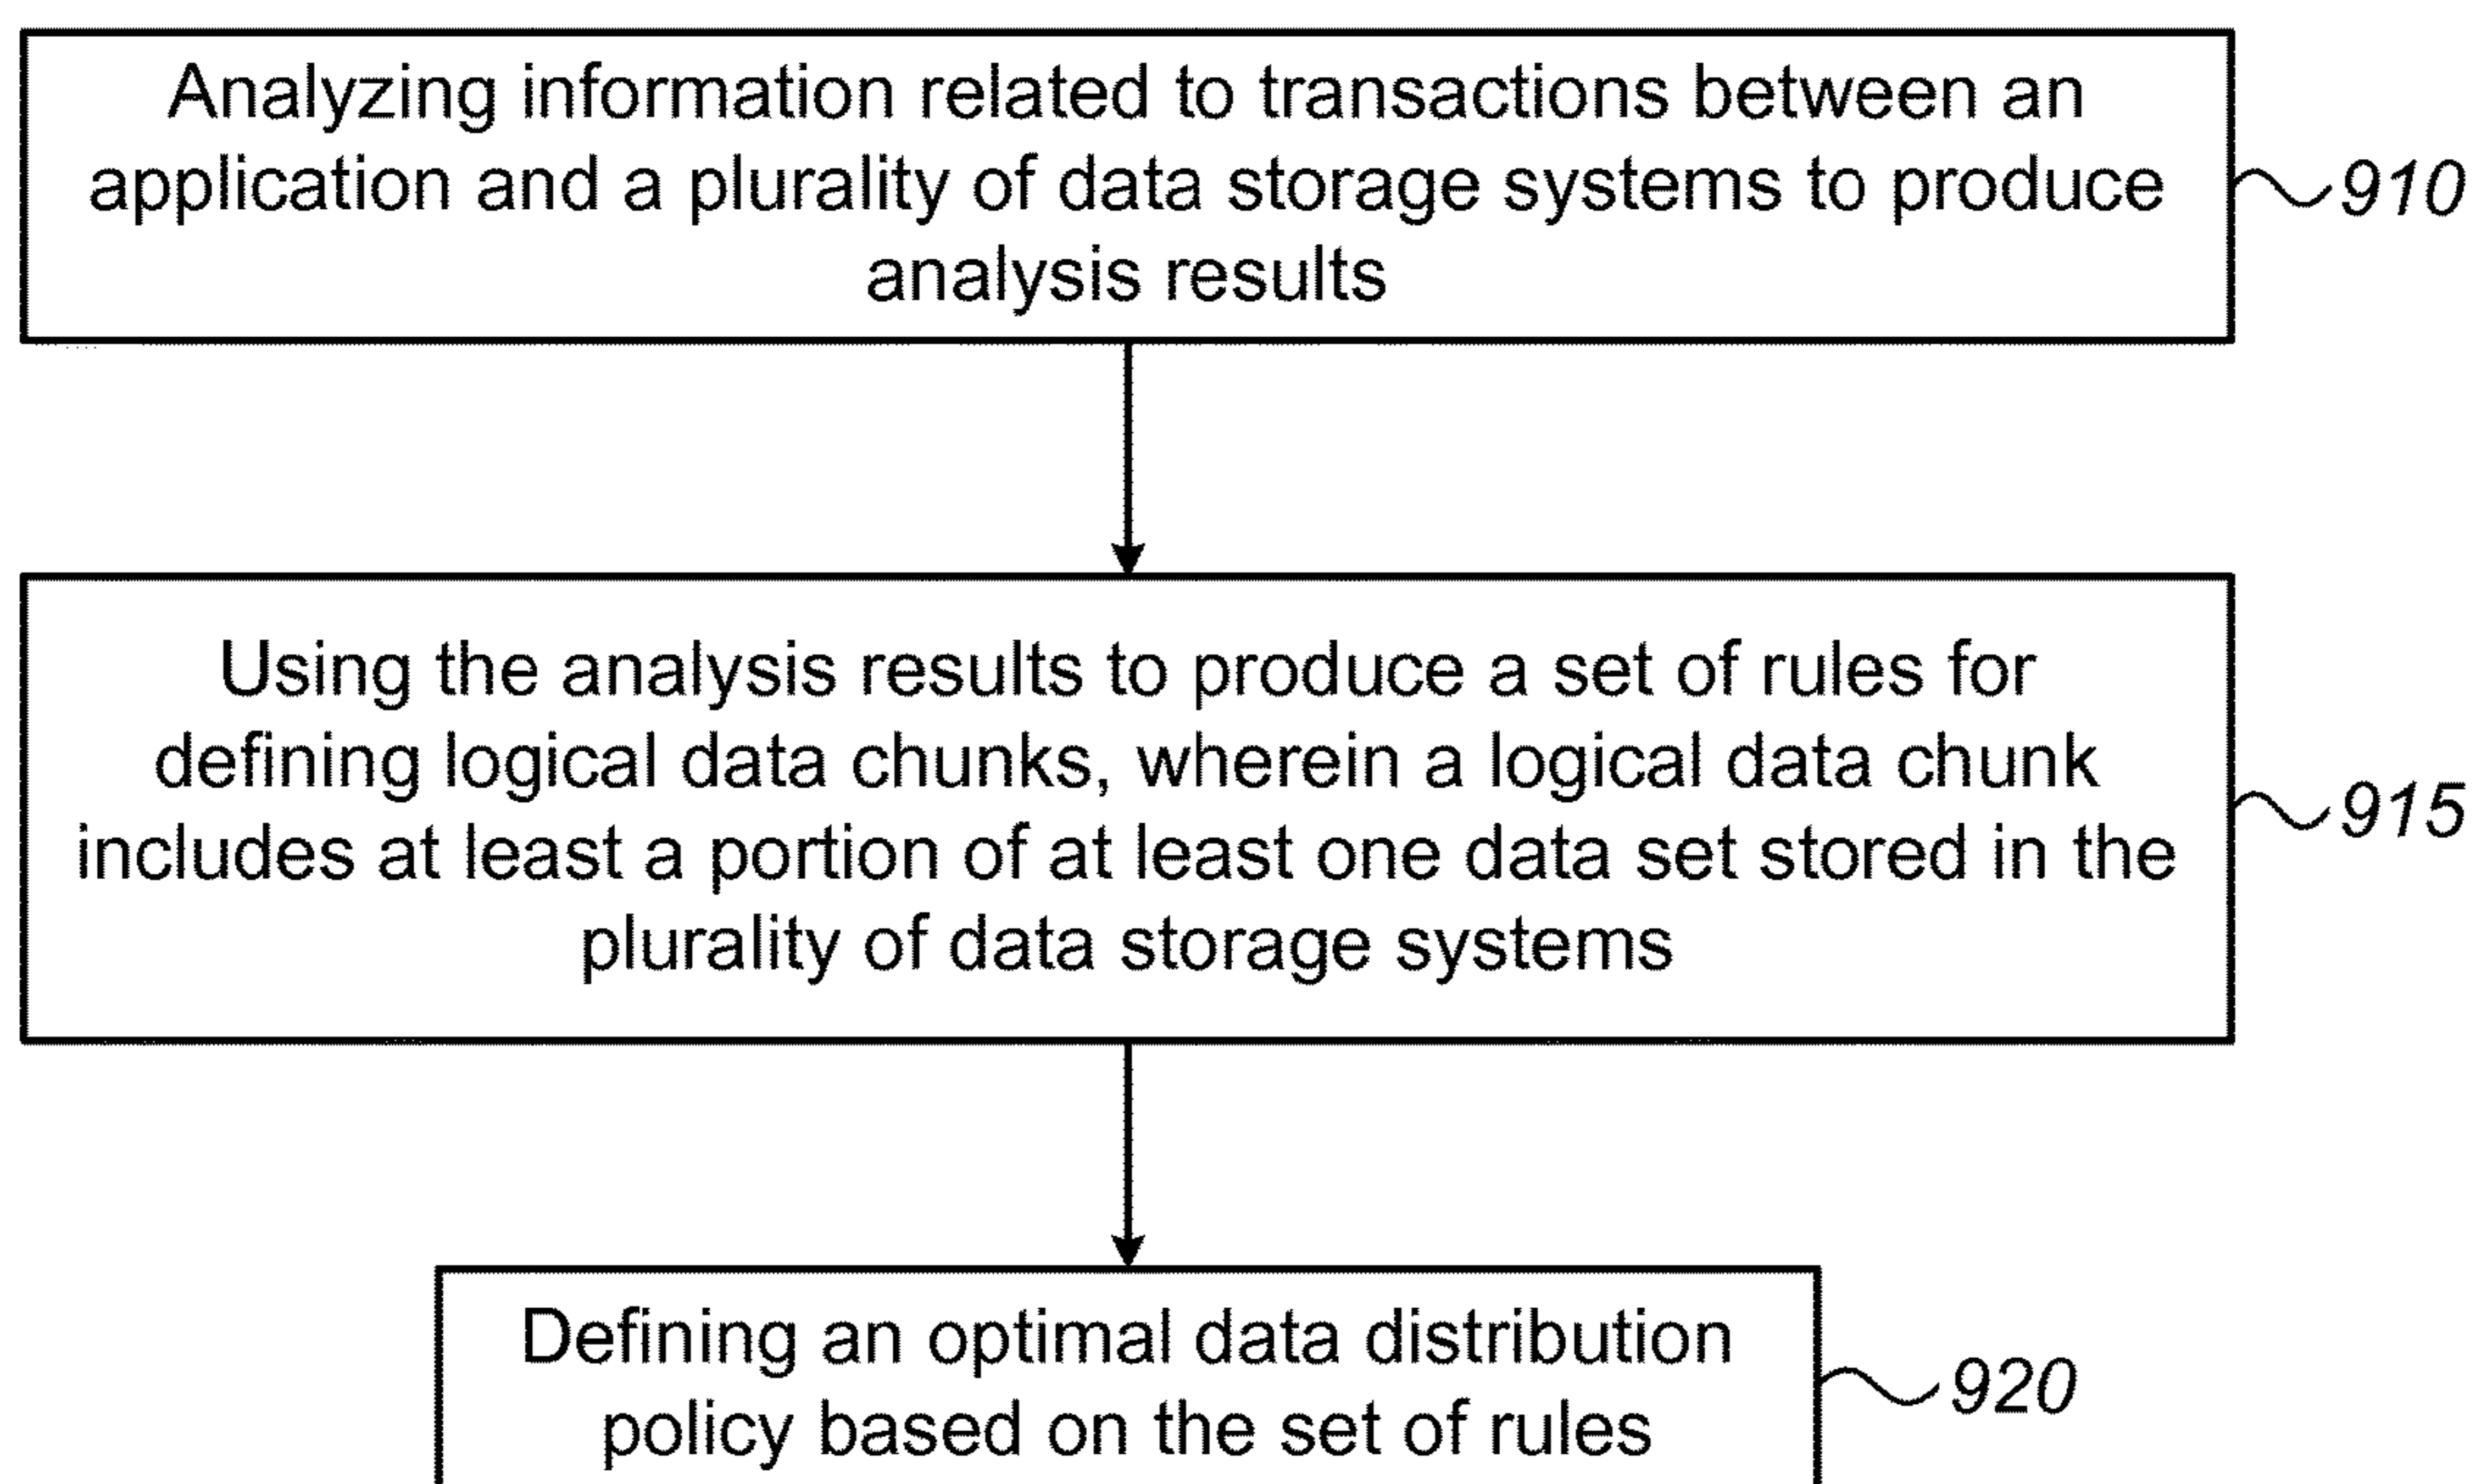 Analyzing information related to transactions between an
application and a plurality of data storage systems to produce
analysis results
910
Using the analysis results to produce a set of rules for
defining logical data chunks, wherein a logical data chunk
includes at least a portion of at least one data set stored in the
plurality of data storage systems
915
Defining an optimal data distribution
policy based on the set of rules
920